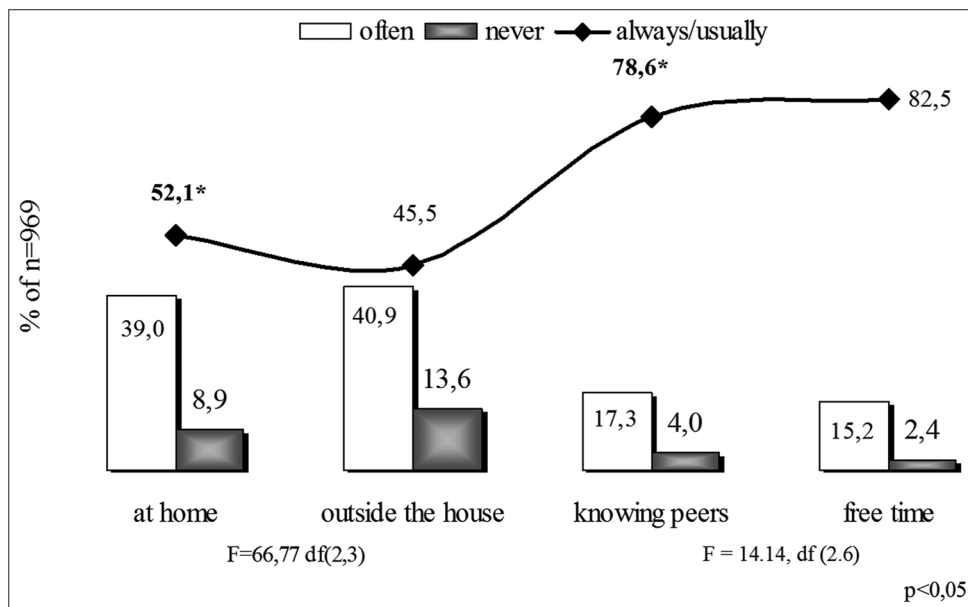 often never always/usually
78,6*
82,5
52,1*
45,5
% of n=969
39,0
8,9
40,9
13,6
17,3
4,0
15,2
2,4
at home outside the house knowing peers free time
F=66,77 df(2,3) F = 14.14, df (2.6)
p<0,05